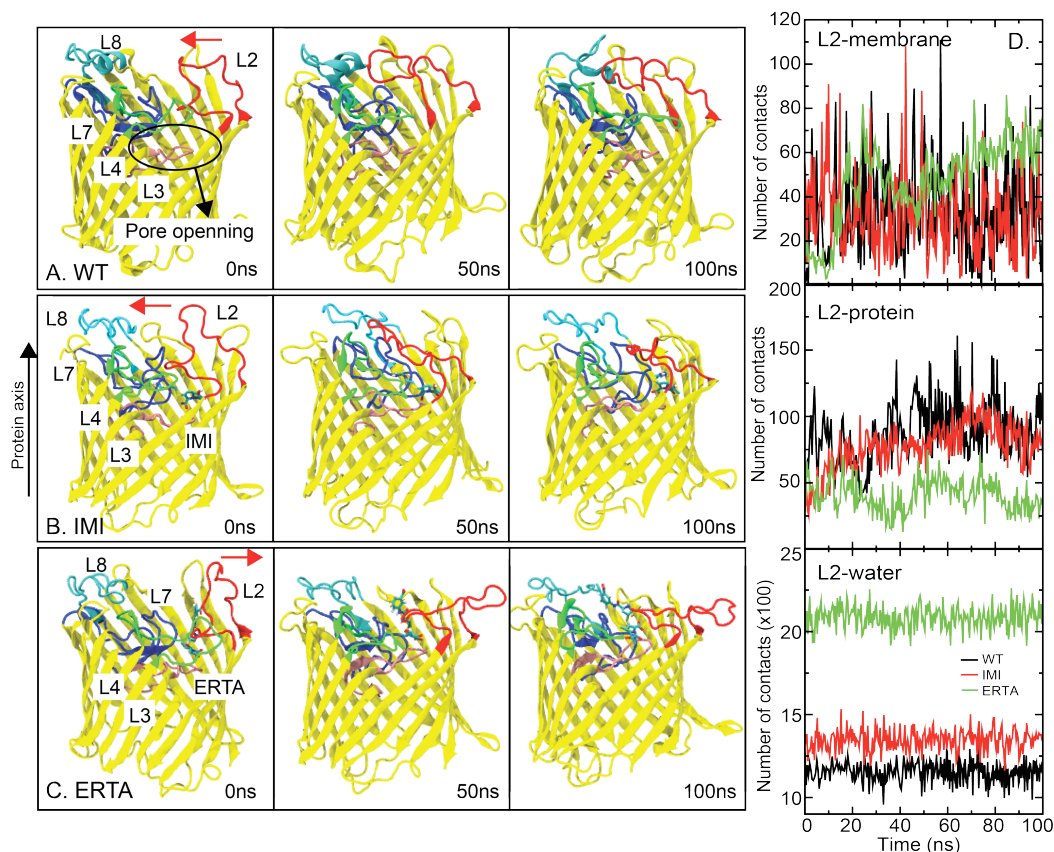 L8
L2
L7
L4
L3
Pore openning
A. WT
0ns
50ns
100ns
Protein axis
L8
L2
L7
L4
L3
IMI
B. IMI
0ns
50ns
100ns
L8
L7
L2
L4
ERTA
L3
C. ERTA
0ns
50ns
100ns
L2-membrane
D.
Number of contacts
120
100
80
60
40
20
L2-protein
Number of contacts
200
150
100
50
L2-water
Number of contacts (x100)
25
20
15
10
WT
IMI
ERTA
0 20 40 60 80 100
Time (ns)